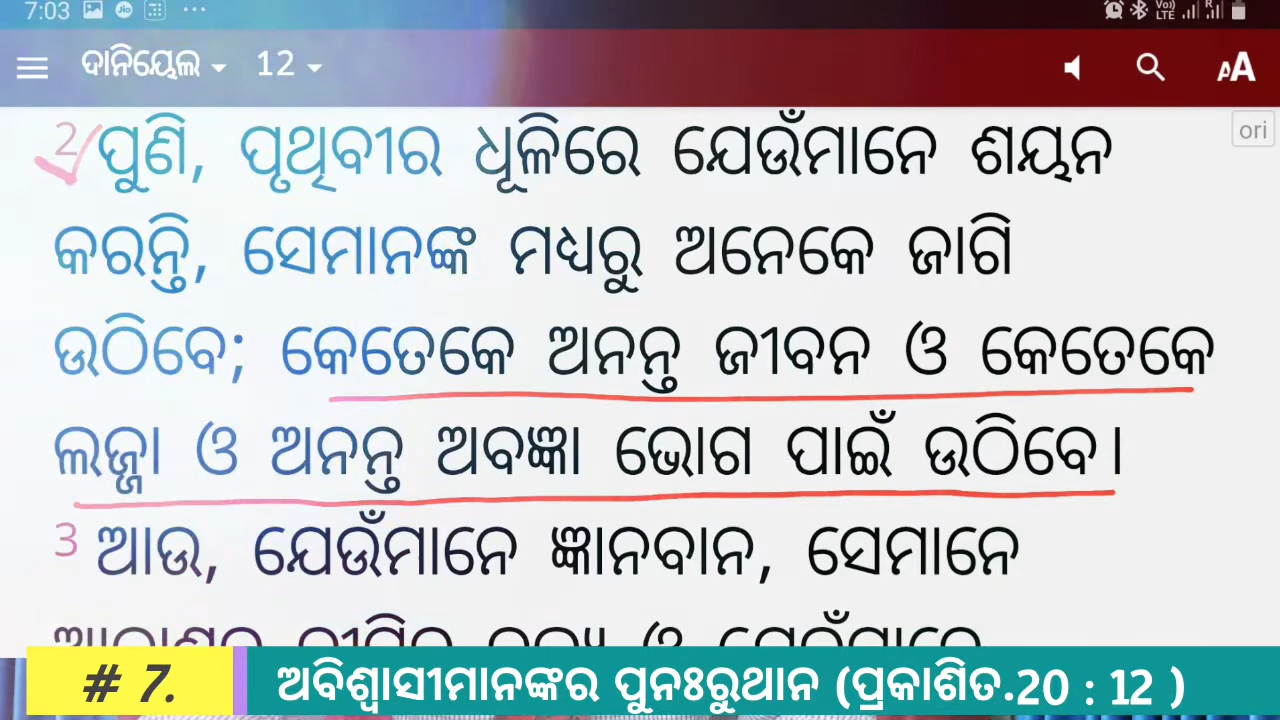 7:03
ଦାନିୟେଲ 12
ori
2 ପୁଣି, ପୃଥିବୀର ଧୂଳିରେ ଯେଉଁମାନେ ଶୟନ
କରନ୍ତି, ସେମାନଙ୍କ ମଧ୍ୟରୁ ଅନେକେ ଜାଗି
ଉଠିବେ; କେତେକେ ଅନନ୍ତ ଜୀବନ ଓ କେତେକେ
ଲଜ୍ଜା ଓ ଅନନ୍ତ ଅବଜ୍ଞା ଭୋଗ ପାଇଁ ଉଠିବେ।
3 ଆଉ, ଯେଉଁମାନେ ଜ୍ଞାନବାନ, ସେମାନେ
# 7. ଅବିଶ୍ୱାସୀମାନଙ୍କର ପୁନଃରୁଥାନ (ପ୍ରକାଶିତ.20 : 12 )